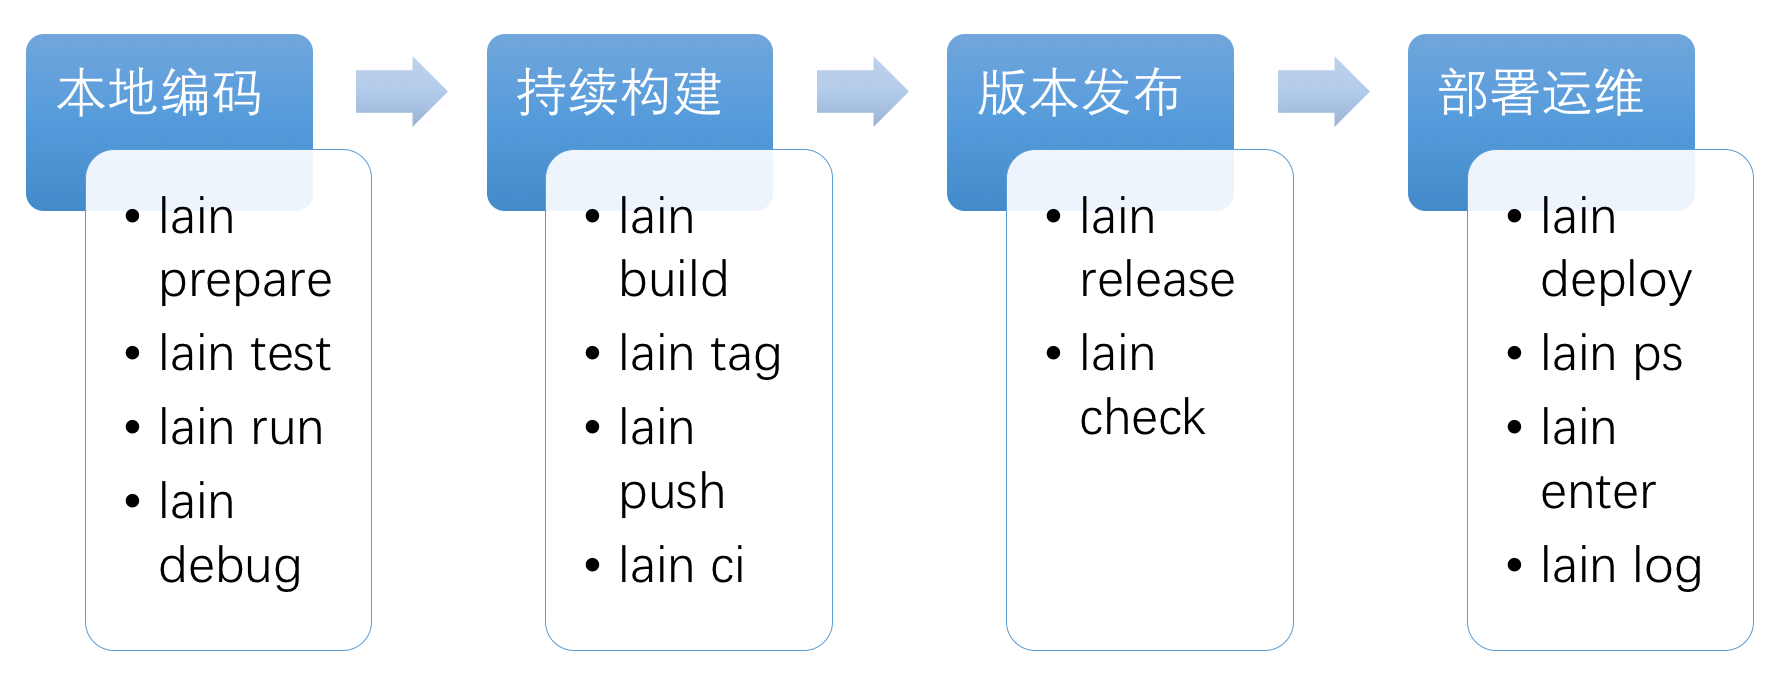 本地编码
• lain
prepare
• lain test
• lain run
• lain
debug
持续构建
• lain
build
• lain tag
• lain
push
• lain ci
版本发布
• lain
release
• lain
check
部署运维
• lain
deploy
• lain ps
• lain
enter
• lain log